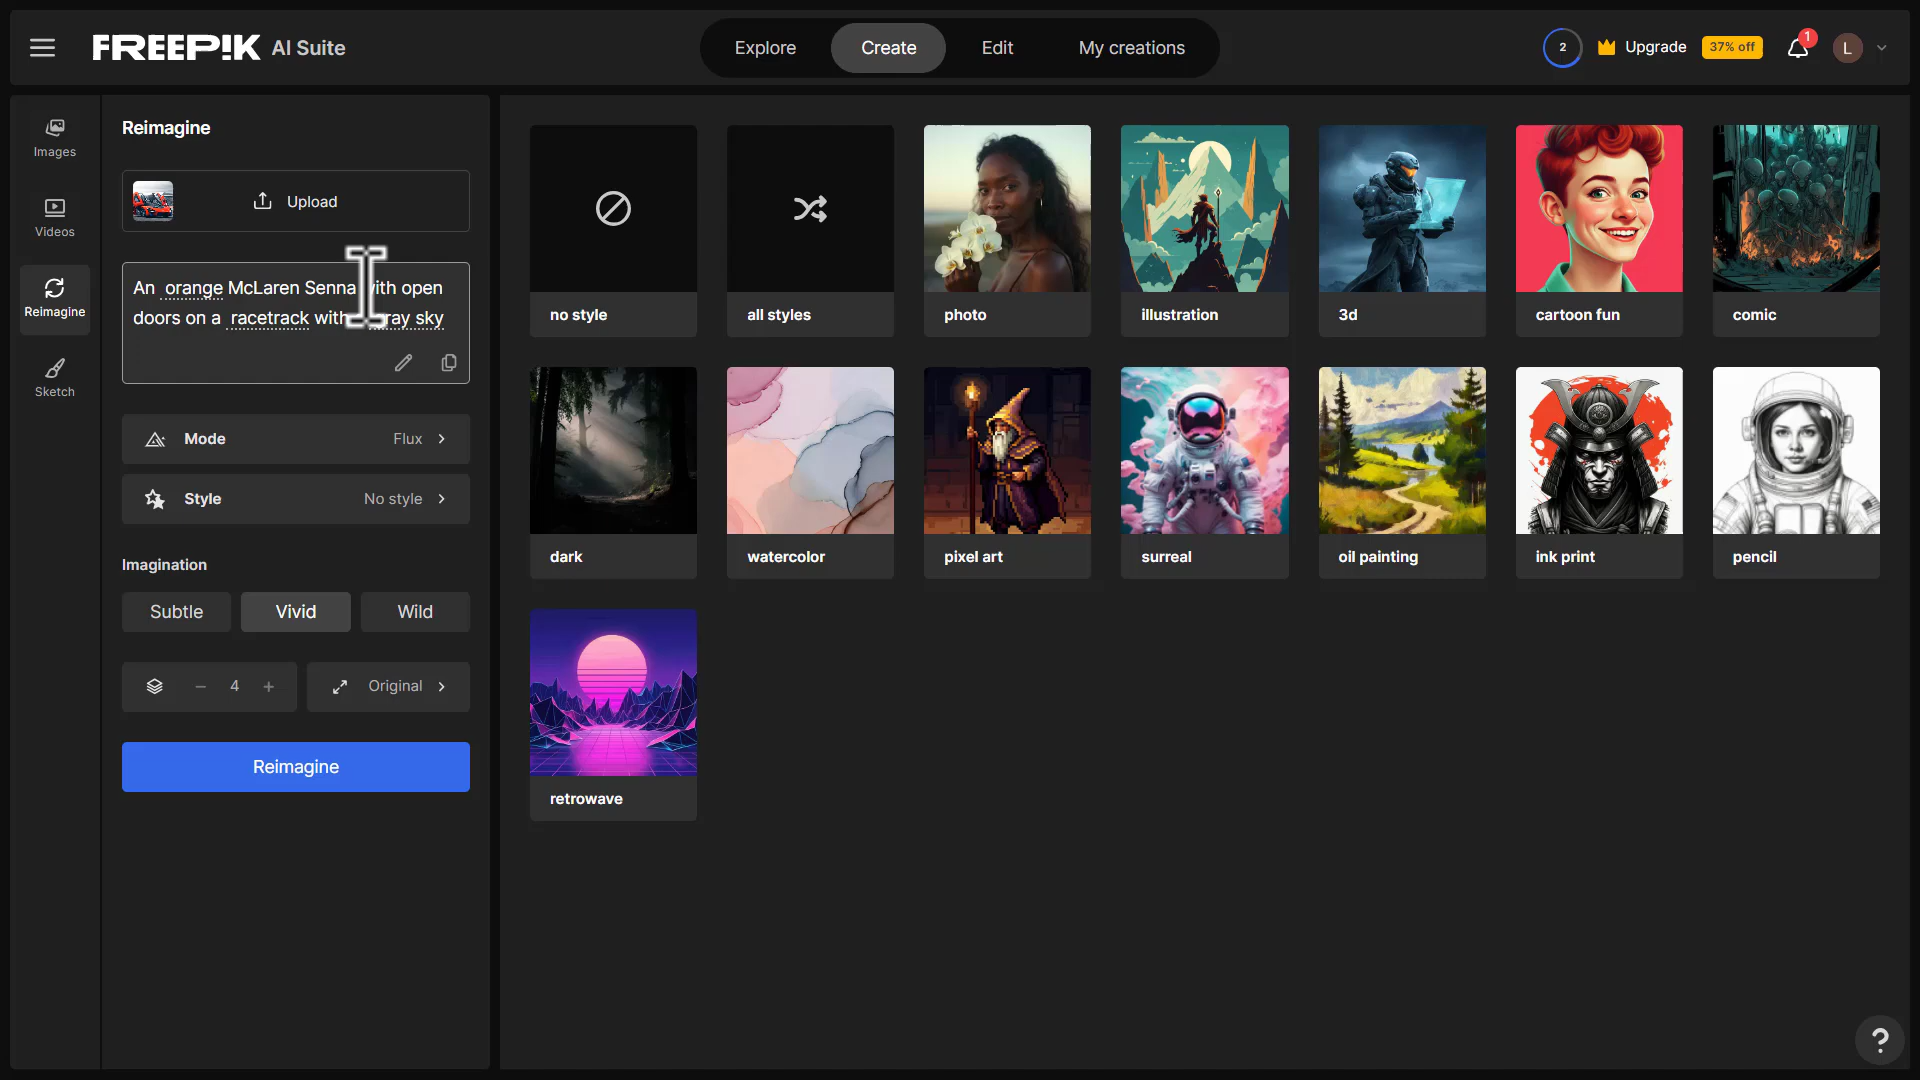 FREEPIK AI Suite
Explore
Create
Edit
My creations
2
Upgrade
37% off
1
L
Images
Videos
Reimagine
Sketch
Reimagine
Upload
An orange McLaren Senna with open
doors on a racetrack with gray sky
Mode
Flux
Style
No style
Imagination
Subtle
Vivid
Wild
4
Original
Reimagine
no style
all styles
photo
illustration
3d
cartoon fun
comic
dark
watercolor
pixel art
surreal
oil painting
ink print
pencil
retrowave
?